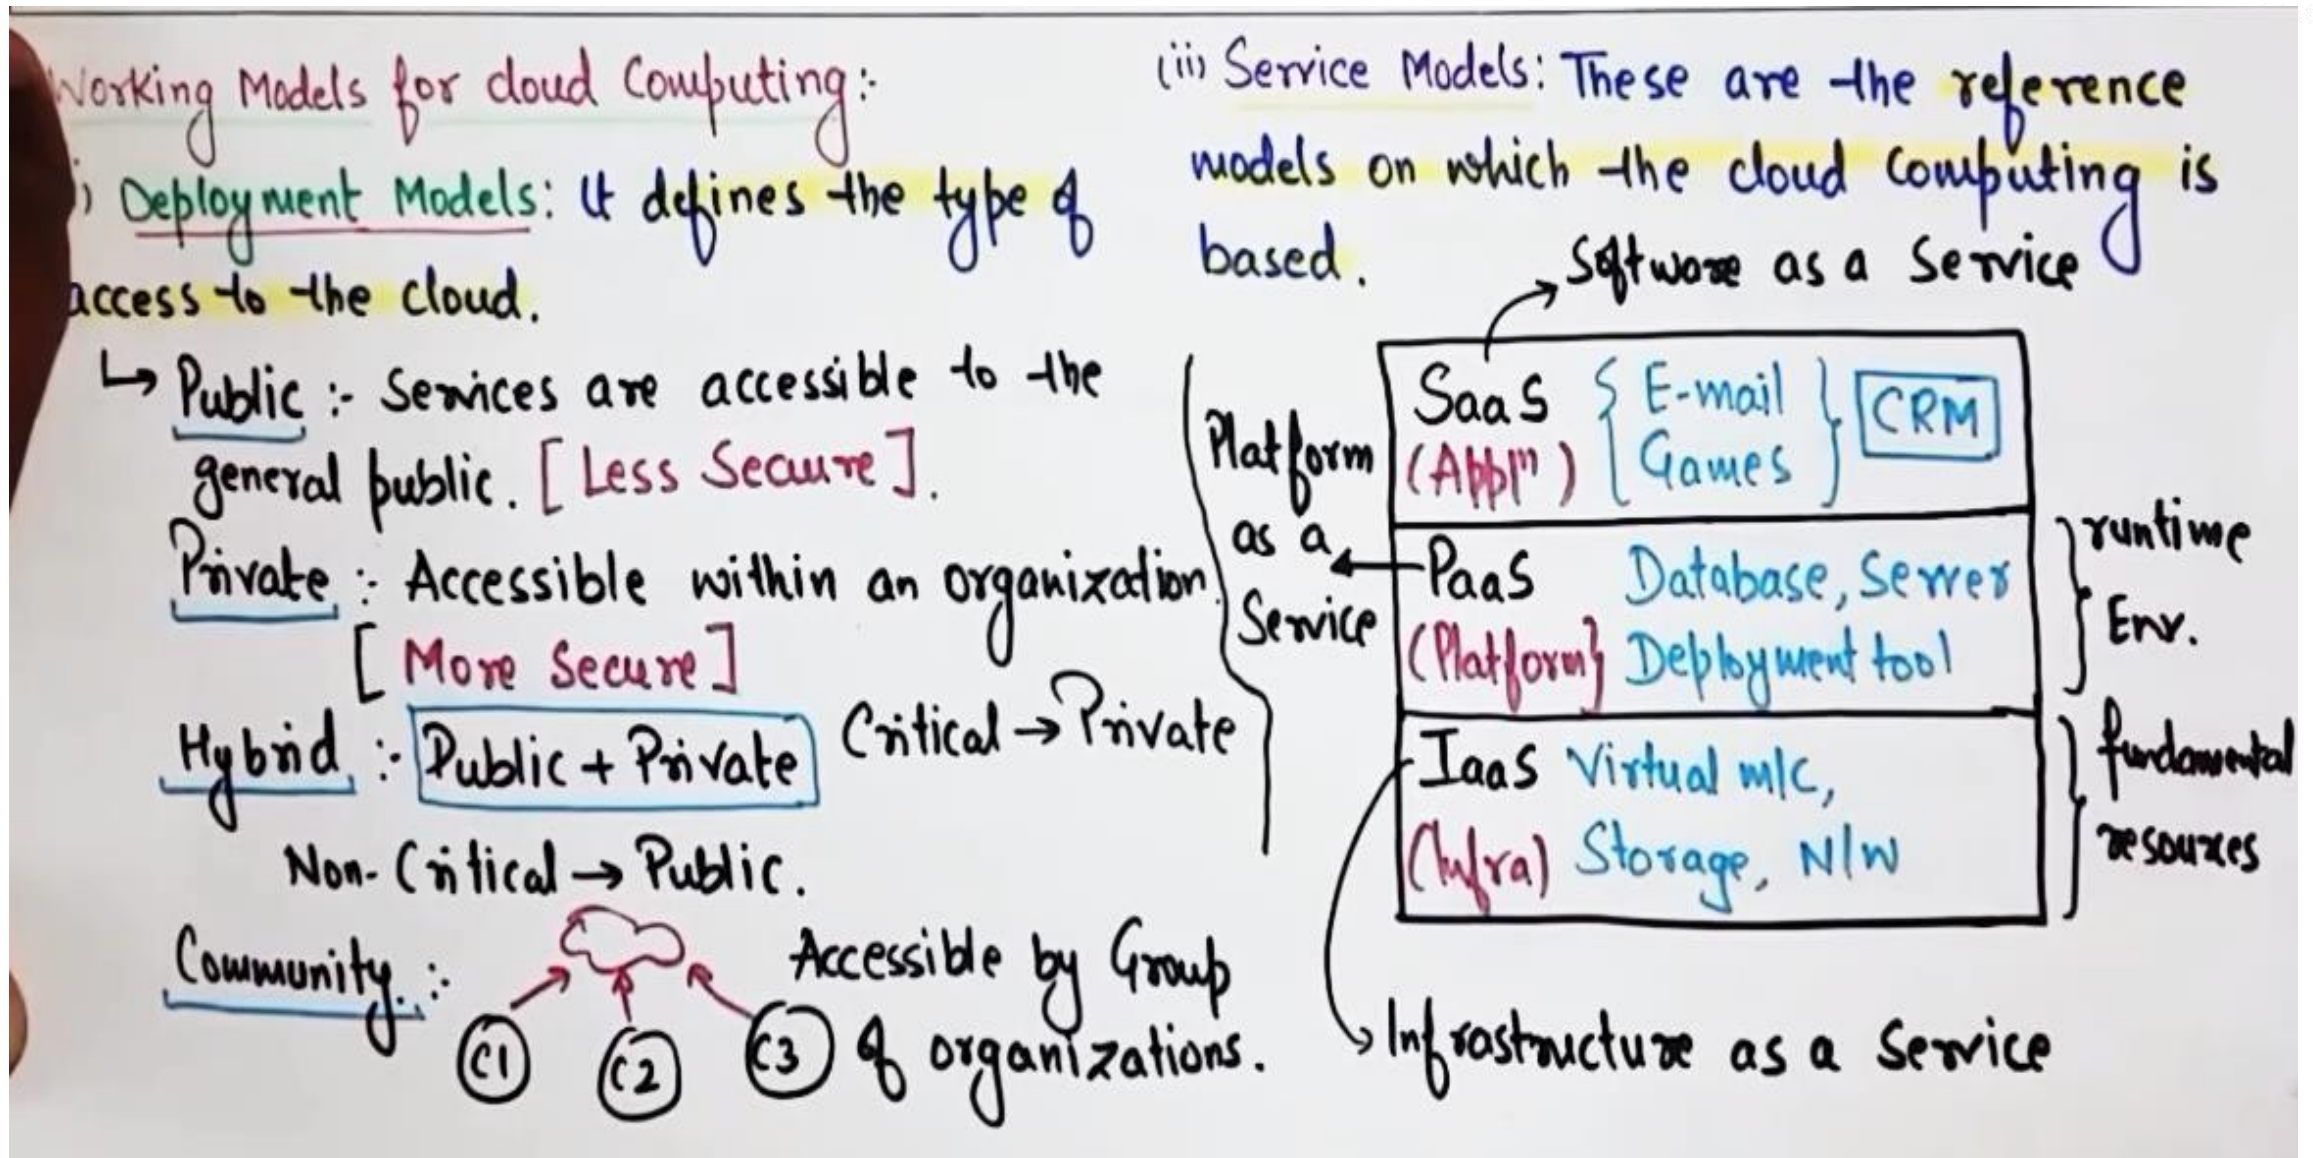 Working Models for cloud Computing:-
i) Deployment Models: It defines the type of
access to the cloud.
↳ Public :- Services are accessible to the
general public. [Less Secure].
Private :- Accessible within an organization.
[More Secure]
Hybrid :- Public + Private Critical → Private
Non-Critical → Public.
Community :- Accessible by Group
C1 C2 C3 of organizations.
(ii) Service Models: These are the reference
models on which the cloud computing is
based.
Software as a Service
SaaS { E-mail } CRM
(Appln) { Games }
Platform
as a
Service
PaaS Database, Server
(Platform} Deployment tool
runtime
Env.
IaaS Virtual m/c,
(Infra) Storage, N/W
fundamental
resources
Infrastructure as a Service